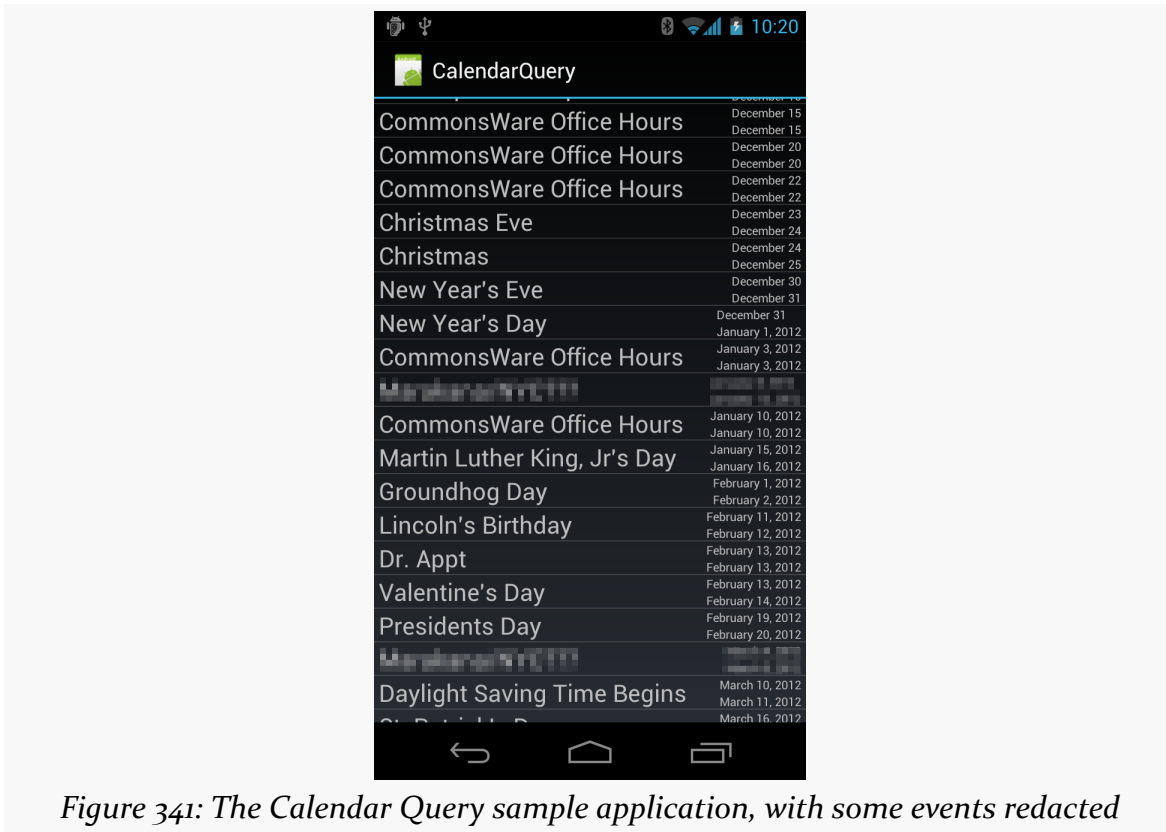 10:20
CalendarQuery
CommonsWare Office Hours
December 15
December 15
CommonsWare Office Hours
December 20
December 20
CommonsWare Office Hours
December 22
December 22
Christmas Eve
December 23
December 24
Christmas
December 24
December 25
New Year's Eve
December 30
December 31
New Year's Day
December 31
January 1, 2012
CommonsWare Office Hours
January 3, 2012
January 3, 2012
CommonsWare Office Hours
January 10, 2012
January 10, 2012
Martin Luther King, Jr's Day
January 15, 2012
January 16, 2012
Groundhog Day
February 1, 2012
February 2, 2012
Lincoln's Birthday
February 11, 2012
February 12, 2012
Dr. Appt
February 13, 2012
February 13, 2012
Valentine's Day
February 13, 2012
February 14, 2012
Presidents Day
February 19, 2012
February 20, 2012
Daylight Saving Time Begins
March 10, 2012
March 11, 2012
March 16, 2012
Figure 341: The Calendar Query sample application, with some events redacted